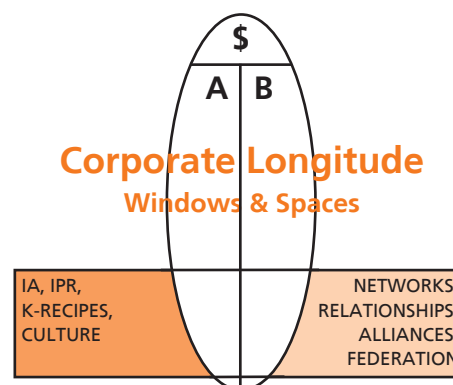 $
A B
Corporate Longitude
Windows & Spaces
IA, IPR,
K-RECIPES,
CULTURE
NETWORKS
RELATIONSHIPS
ALLIANCES
FEDERATION